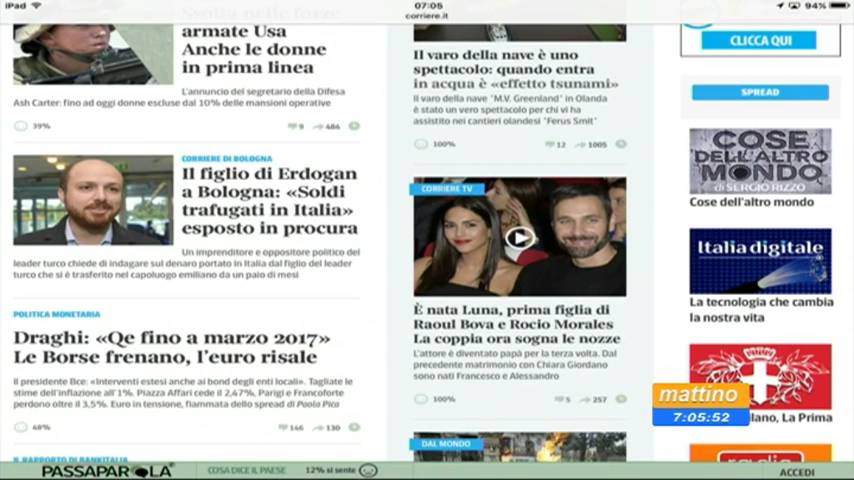 iPad
07:05
94%
corriere.it
Svolta nelle forze
armate Usa
Anche le donne
in prima linea
L'annuncio del segretario della Difesa
Ash Carter: fino ad oggi donne escluse dal 10% delle mansioni operative
39%
9
486
CORRIERE DI BOLOGNA
Il figlio di Erdogan
a Bologna: «Soldi
trafugati in Italia»
esposto in procura
Un imprenditore e oppositore politico del
leader turco chiede di indagare sul denaro portato in Italia dal figlio del leader
turco che si è trasferito nel capoluogo emiliano da un paio di mesi
POLITICA MONETARIA
Draghi: «Qe fino a marzo 2017»
Le Borse frenano, l'euro risale
Il presidente Bce: «Interventi estesi anche ai bond degli enti locali». Tagliate le
stime dell'inflazione all'1%. Piazza Affari cede il 2,47%, Parigi e Francoforte
perdono oltre il 3,5%. Euro in tensione, fiammata dello spread di Paola Pica
48%
146
130
IL RAPPORTO DI BANKITALIA
Il varo della nave è uno
spettacolo: quando entra
in acqua è «effetto tsunami»
Il varo della nave "M.V. Greenland" in Olanda
è stato un vero spettacolo per chi vi ha
assistito nei cantieri olandesi "Ferus Smit"
100%
12
1005
CORRIERE TV
È nata Luna, prima figlia di
Raoul Bova e Rocio Morales
La coppia ora sogna le nozze
L'attore è diventato papà per la terza volta. Dal
precedente matrimonio con Chiara Giordano
sono nati Francesco e Alessandro
100%
5
257
DAL MONDO
CLICCA QUI
SPREAD
COSE
DELL'ALTRO
MONDO
DI SERGIO RIZZO
Cose dell'altro mondo
Italia digitale
La tecnologia che cambia
la nostra vita
mattino
7:05:52
lano, La Prima
radio
PASSAPAROLA
COSA DICE IL PAESE
12% si sente
ACCEDI